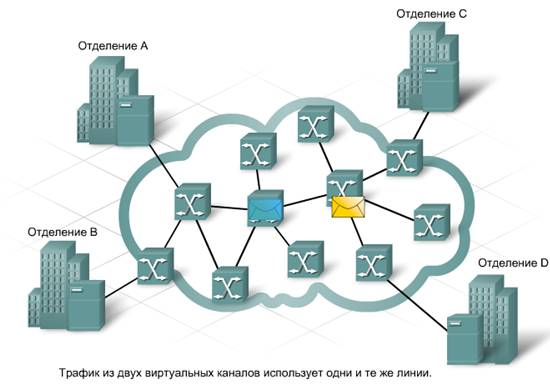 Отделение A
Отделение C
Отделение B
Отделение D
Трафик из двух виртуальных каналов использует одни и те же линии.